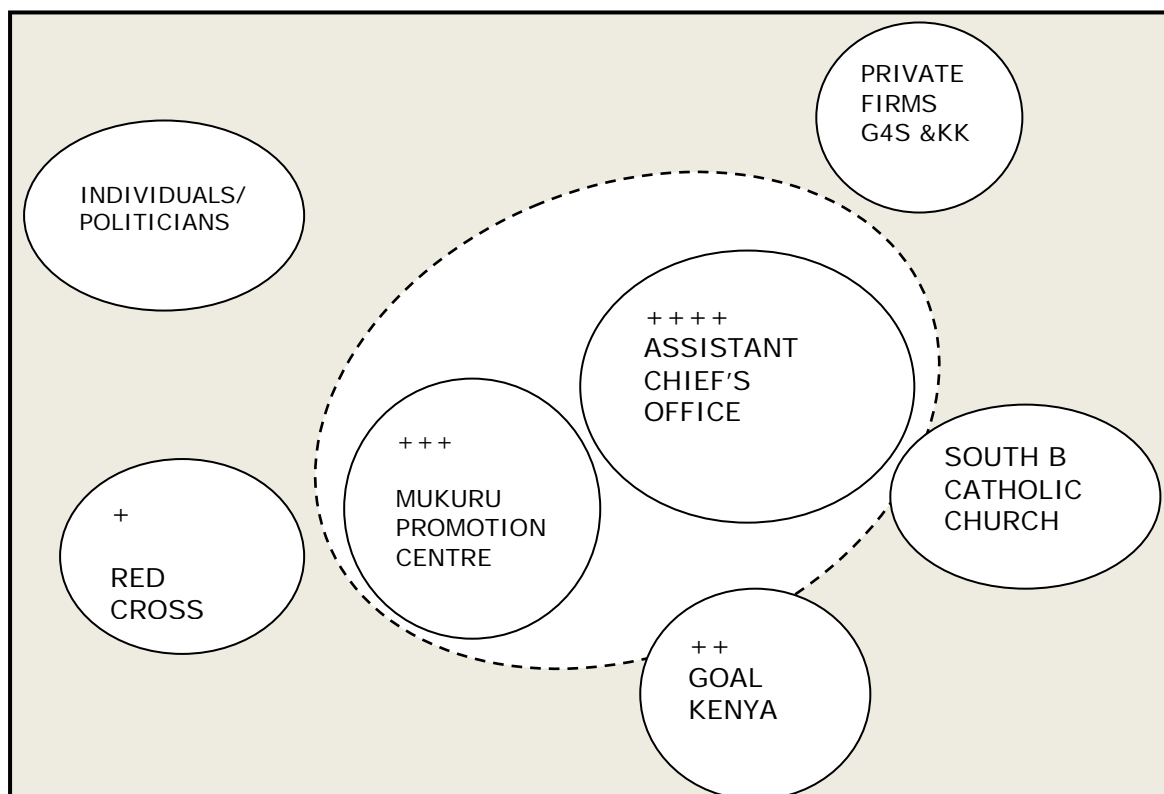 PRIVATE
FIRMS
G4S &KK
INDIVIDUALS/
POLITICIANS
++++
ASSISTANT
CHIEF'S
OFFICE
+++
MUKURU
PROMOTION
CENTRE
SOUTH B
CATHOLIC
CHURCH
+
RED
CROSS
++
GOAL
KENYA